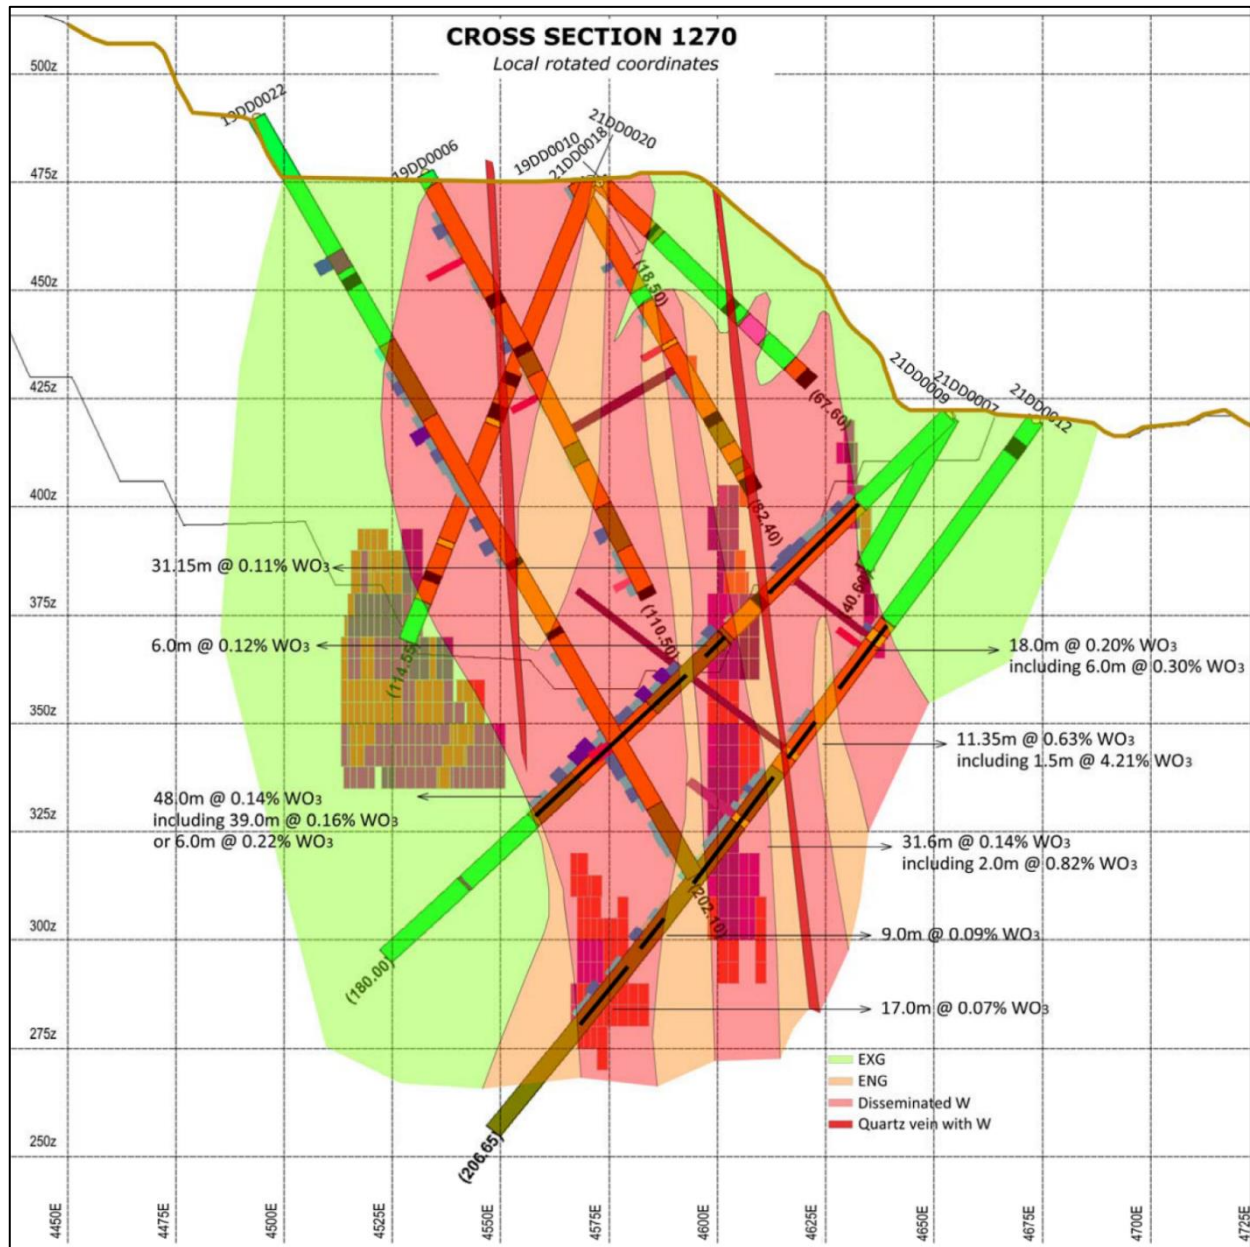 CROSS SECTION 1270
Local rotated coordinates
500Z
475Z
450Z
425Z
400Z
375Z
350Z
325Z
300Z
275Z
250Z
19DD0022
19DD0006
19DD0010
21DD0018
21DD0020
21DD0009
21DD0007
21DD0012
(18.50)
(67.60)
(82.40)
40.60
(110.50)
(114.55)
(202.10)
(180.00)
(206.65)
31.15m @ 0.11% WO₃
6.0m @ 0.12% WO₃
48.0m @ 0.14% WO₃
including 39.0m @ 0.16% WO₃
or 6.0m @ 0.22% WO₃
18.0m @ 0.20% WO₃
including 6.0m @ 0.30% WO₃
11.35m @ 0.63% WO₃
including 1.5m @ 4.21% WO₃
31.6m @ 0.14% WO₃
including 2.0m @ 0.82% WO₃
9.0m @ 0.09% WO₃
17.0m @ 0.07% WO₃
EXG
ENG
Disseminated W
Quartz vein with W
4450E
4475E
4500E
4525E
4550E
4575E
4600E
4625E
4650E
4675E
4700E
4725E